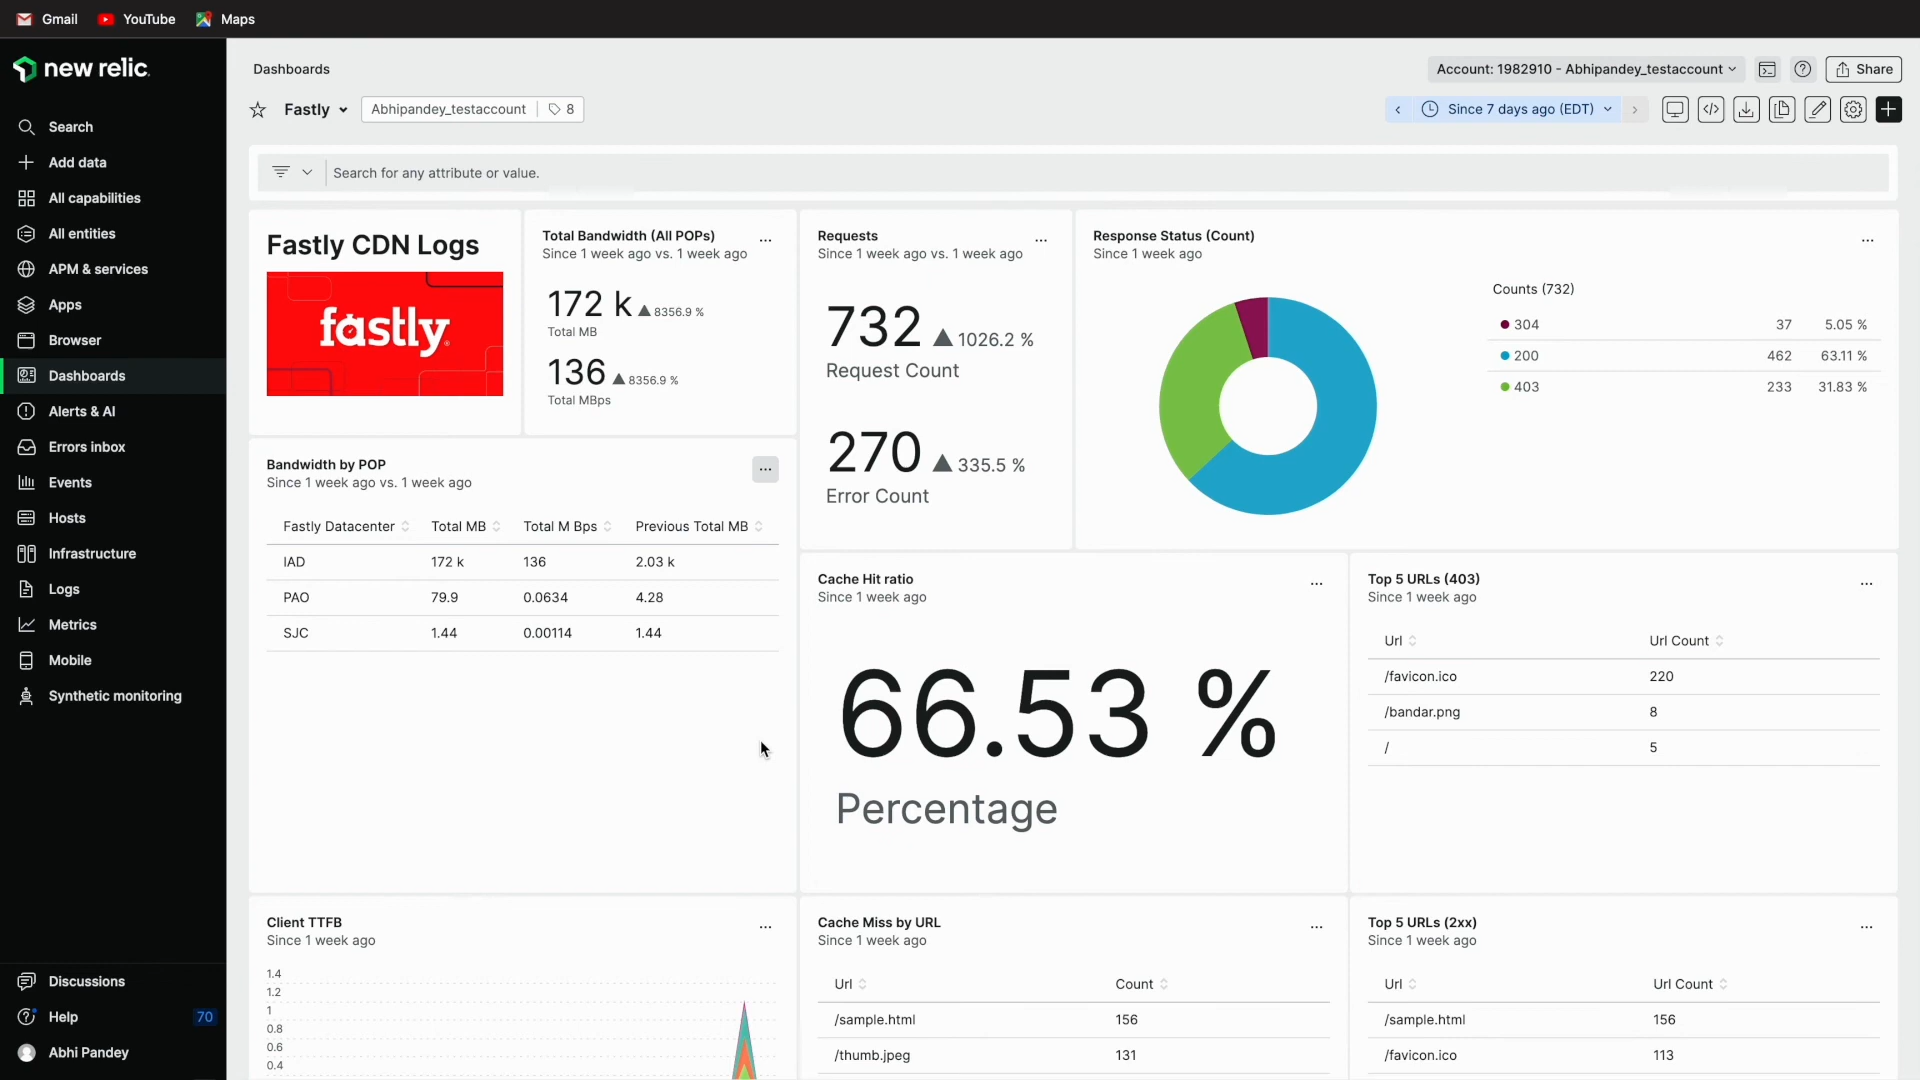 Gmail YouTube Maps
new relic.
Search
Add data
All capabilities
All entities
APM & services
Apps
Browser
Dashboards
Alerts & AI
Errors inbox
Events
Hosts
Infrastructure
Logs
Metrics
Mobile
Synthetic monitoring
Discussions
Help 70
Abhi Pandey
Dashboards
Account: 1982910 - Abhipandey_testaccount
Share
Fastly
Abhipandey_testaccount 8
Since 7 days ago (EDT)
Search for any attribute or value.
Fastly CDN Logs
fastly
Total Bandwidth (All POPs)
Since 1 week ago vs. 1 week ago
172 k 8356.9 %
Total MB
136 8356.9 %
Total MBps
Requests
Since 1 week ago vs. 1 week ago
732 1026.2 %
Request Count
270 335.5 %
Error Count
Response Status (Count)
Since 1 week ago
Counts (732)
304 37 5.05 %
200 462 63.11 %
403 233 31.83 %
Bandwidth by POP
Since 1 week ago vs. 1 week ago
Fastly Datacenter Total MB Total M Bps Previous Total MB
IAD 172 k 136 2.03 k
PAO 79.9 0.0634 4.28
SJC 1.44 0.00114 1.44
Cache Hit ratio
Since 1 week ago
66.53 %
Percentage
Top 5 URLs (403)
Since 1 week ago
Url Url Count
/favicon.ico 220
/bandar.png 8
/ 5
Client TTFB
Since 1 week ago
1.4
1.2
1
0.8
0.6
0.4
Cache Miss by URL
Since 1 week ago
Url Count
/sample.html 156
/thumb.jpeg 131
Top 5 URLs (2xx)
Since 1 week ago
Url Url Count
/sample.html 156
/favicon.ico 113